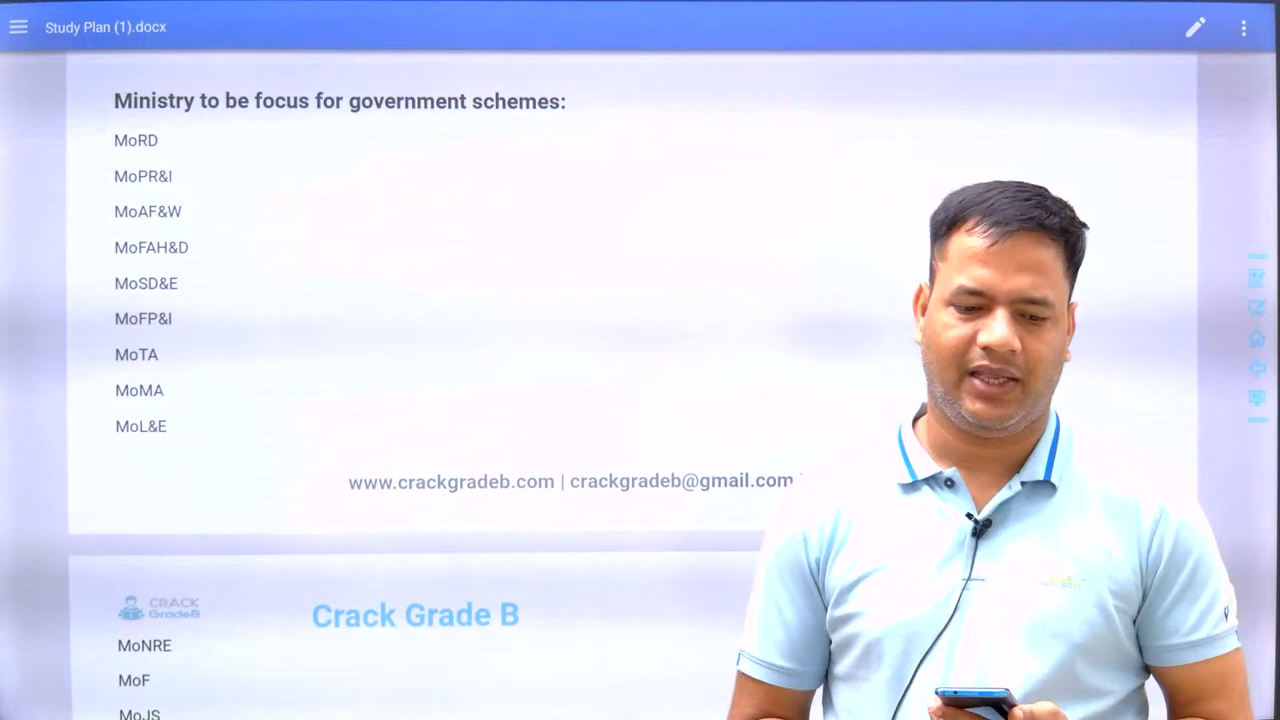 Study Plan (1).docx
Ministry to be focus for government schemes:
MoRD
MoPR&I
MoAF&W
MoFAH&D
MoSD&E
MoFP&I
MoTA
MoMA
MoL&E
www.crackgradeb.com | crackgradeb@gmail.com
CRACK
GradeB
Crack Grade B
MoNRE
MoF
MoJS